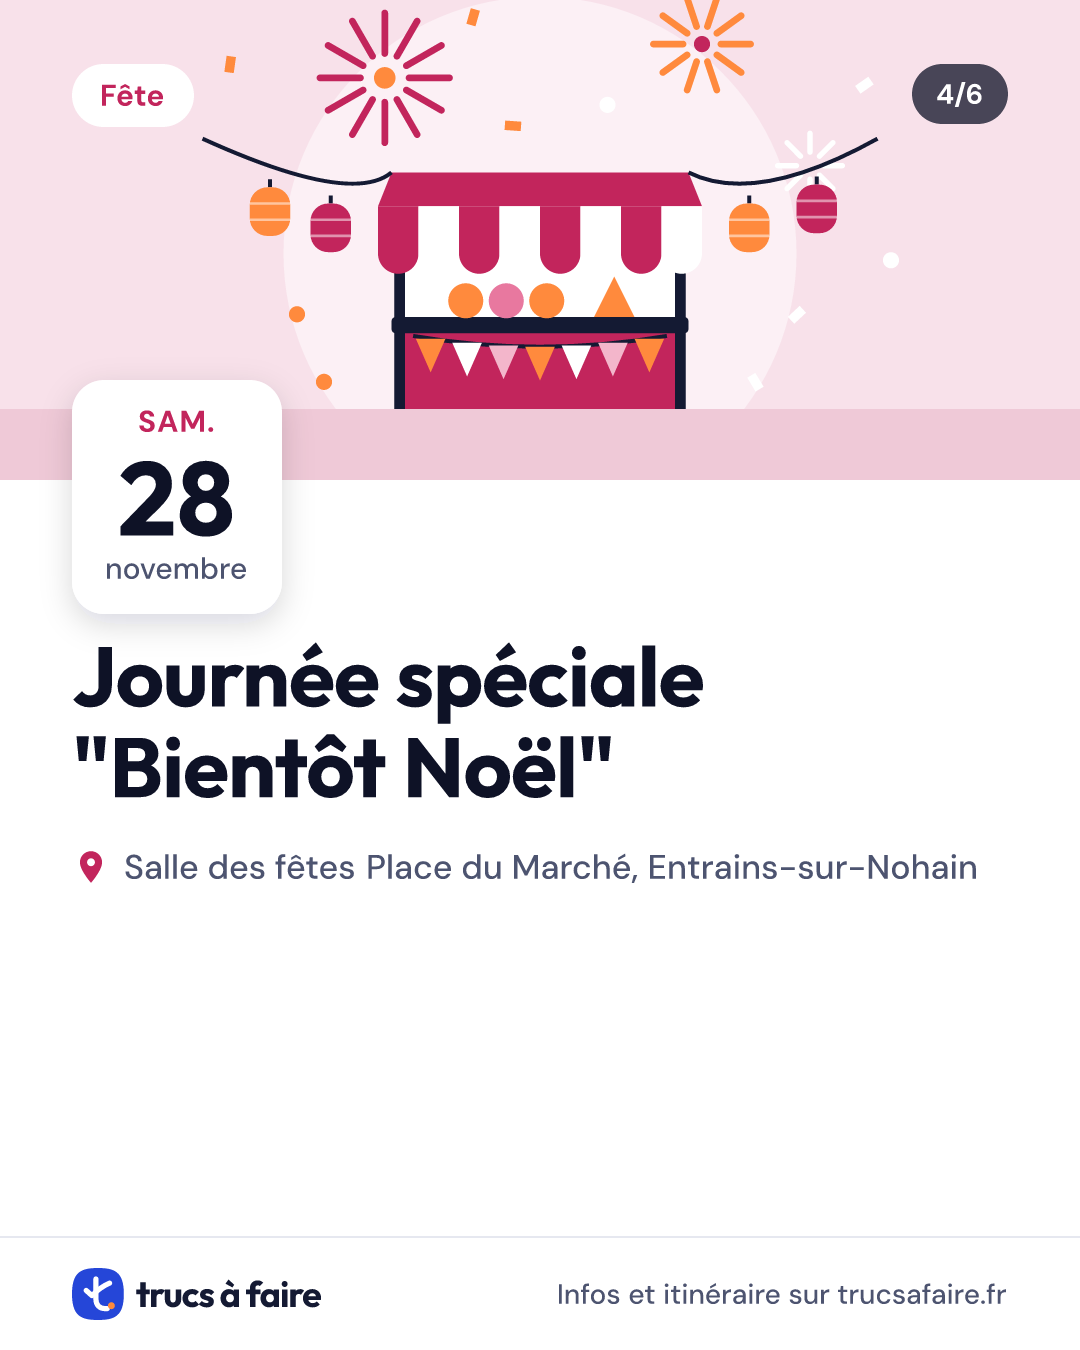 Fête
4/6
SAM.
28
novembre
Journée spéciale
"Bientôt Noël"
Salle des fêtes Place du Marché, Entrains-sur-Nohain
trucs à faire
Infos et itinéraire sur trucsafaire.fr